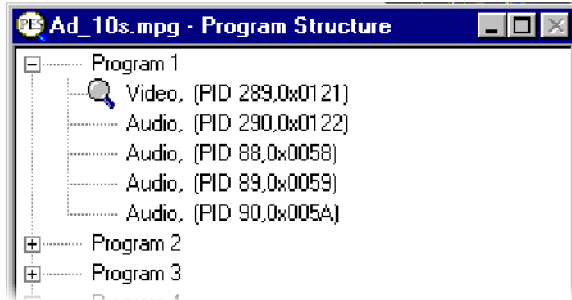 PES Ad_10s.mpg - Program Structure
Program 1
Video, (PID 289,0x0121)
Audio, (PID 290,0x0122)
Audio, (PID 88,0x0058)
Audio, (PID 89,0x0059)
Audio, (PID 90,0x005A)
Program 2
Program 3